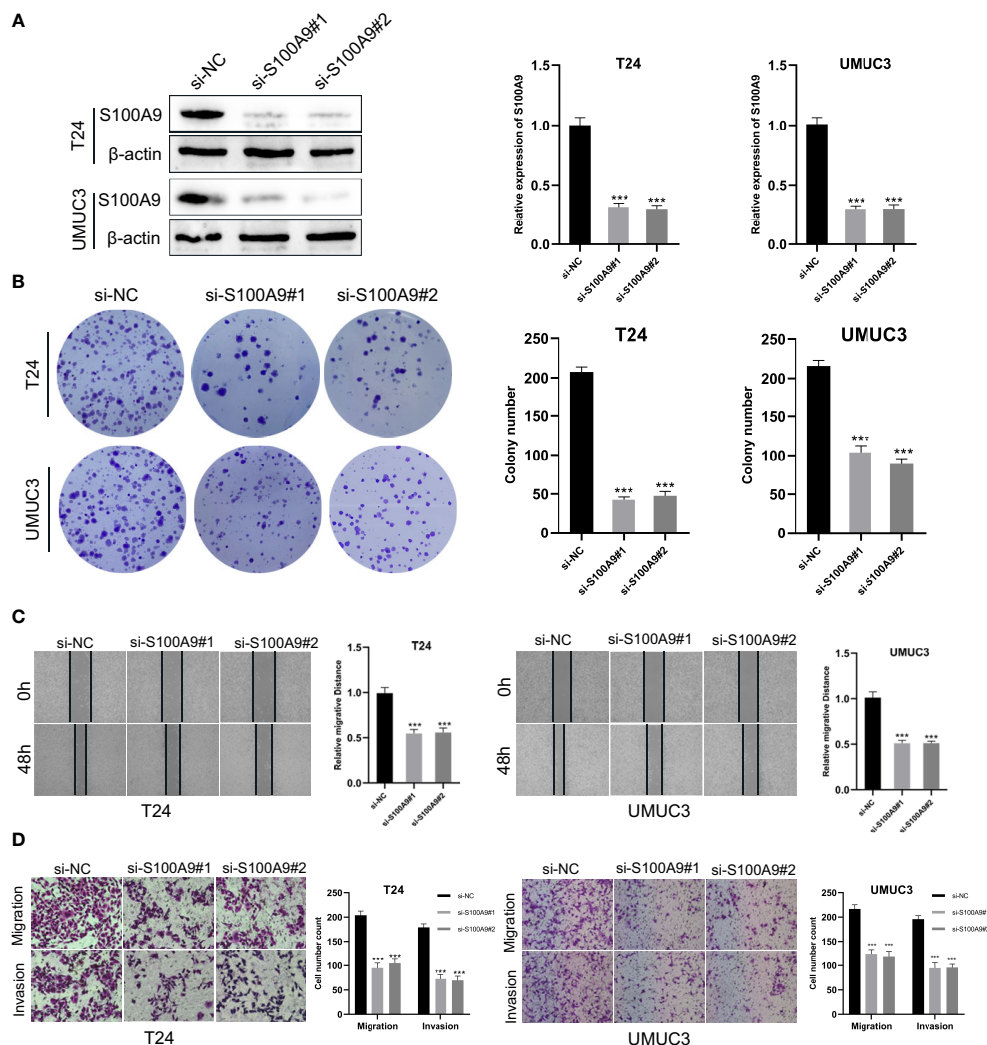 A
si-NC
si-S100A9#1
si-S100A9#2
T24
S100A9
β-actin
UMUC3
S100A9
β-actin
T24
Relative expression of S100A9
1.5
1.0
0.5
0.0
***
***
si-NC
si-S100A9#1
si-S100A9#2
UMUC3
Relative expression of S100A9
1.5
1.0
0.5
0.0
***
***
si-NC
si-S100A9#1
si-S100A9#2
B
si-NC
si-S100A9#1
si-S100A9#2
T24
UMUC3
T24
Colony number
250
200
150
100
50
0
***
***
si-NC
si-S100A9#1
si-S100A9#2
UMUC3
Colony number
250
200
150
100
50
0
***
***
si-NC
si-S100A9#1
si-S100A9#2
C
si-NC
si-S100A9#1
si-S100A9#2
0h
48h
T24
T24
Relative migrative Distance
1.5
1.0
0.5
0.0
***
***
si-NC
si-S100A9#1
si-S100A9#2
si-NC
si-S100A9#1
si-S100A9#2
0h
48h
UMUC3
UMUC3
Relative migrative Distance
1.5
1.0
0.5
0.0
***
***
si-NC
si-S100A9#1
si-S100A9#2
D
si-NC
si-S100A9#1
si-S100A9#2
Migration
Invasion
T24
T24
Cell number count
250
200
150
100
50
0
***
***
***
***
Migration
Invasion
si-NC
si-S100A9#1
si-S100A9#2
si-NC
si-S100A9#1
si-S100A9#2
Migration
Invasion
UMUC3
UMUC3
Cell number count
250
200
150
100
50
0
***
***
***
***
Migration
Invasion
si-NC
si-S100A9#
si-S100A9#